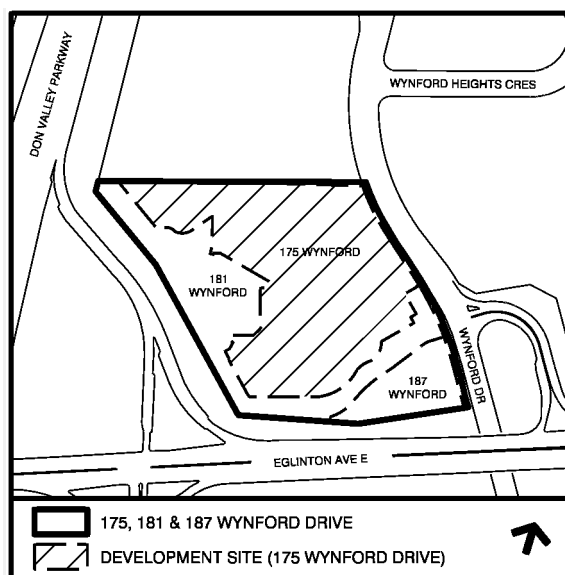 DON VALLEY PARKWAY
WYNFORD HEIGHTS CRES
175 WYNFORD
181
WYNFORD
187
WYNFORD
WYNFORD DR
EGLINTON AVE E
175, 181 & 187 WYNFORD DRIVE
DEVELOPMENT SITE (175 WYNFORD DRIVE)